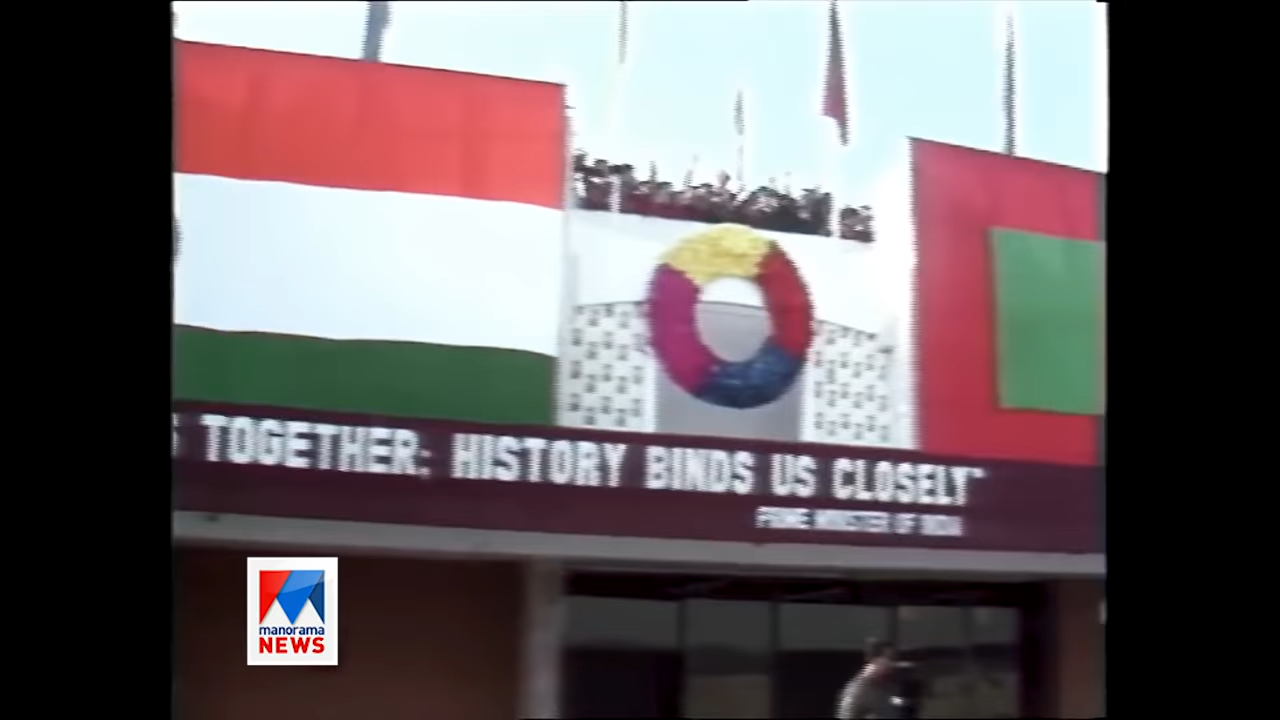 TOGETHER: HISTORY BINDS US CLOSELY"
PRIME MINISTER OF INDIA
manorama
NEWS